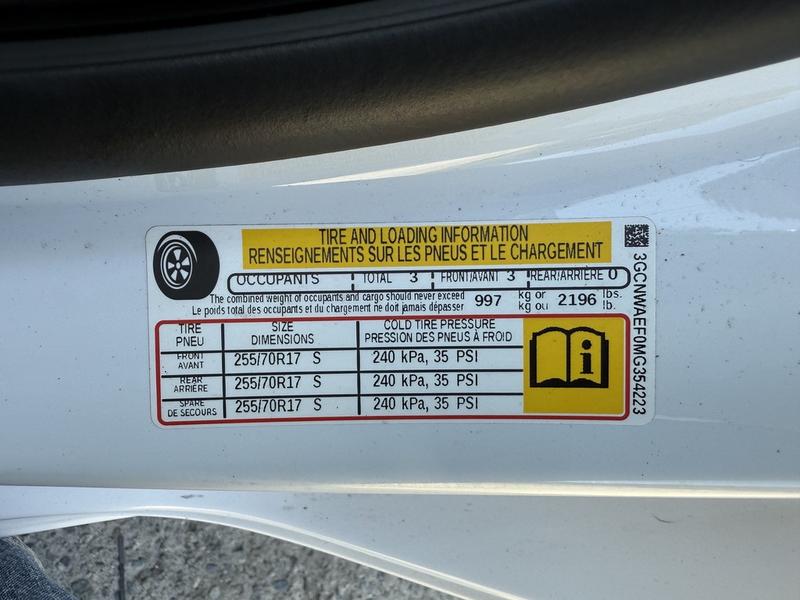 TIRE AND LOADING INFORMATION
RENSEIGNEMENTS SUR LES PNEUS ET LE CHARGEMENT
OCCUPANTS TOTAL 3 FRONT/AVANT 3 REAR/ARRIÈRE 0
The combined weight of occupants and cargo should never exceed 997 kg or 2196 lbs.
Le poids total des occupants et du chargement ne doit jamais dépasser kg ou lb.
TIRE SIZE COLD TIRE PRESSURE
PNEU DIMENSIONS PRESSION DES PNEUS À FROID
FRONT
AVANT 255/70R17 S 240 kPa, 35 PSI
REAR
ARRIÈRE 255/70R17 S 240 kPa, 35 PSI
SPARE
DE SECOURS 255/70R17 S 240 kPa, 35 PSI
3GCNWAEF0MG354223